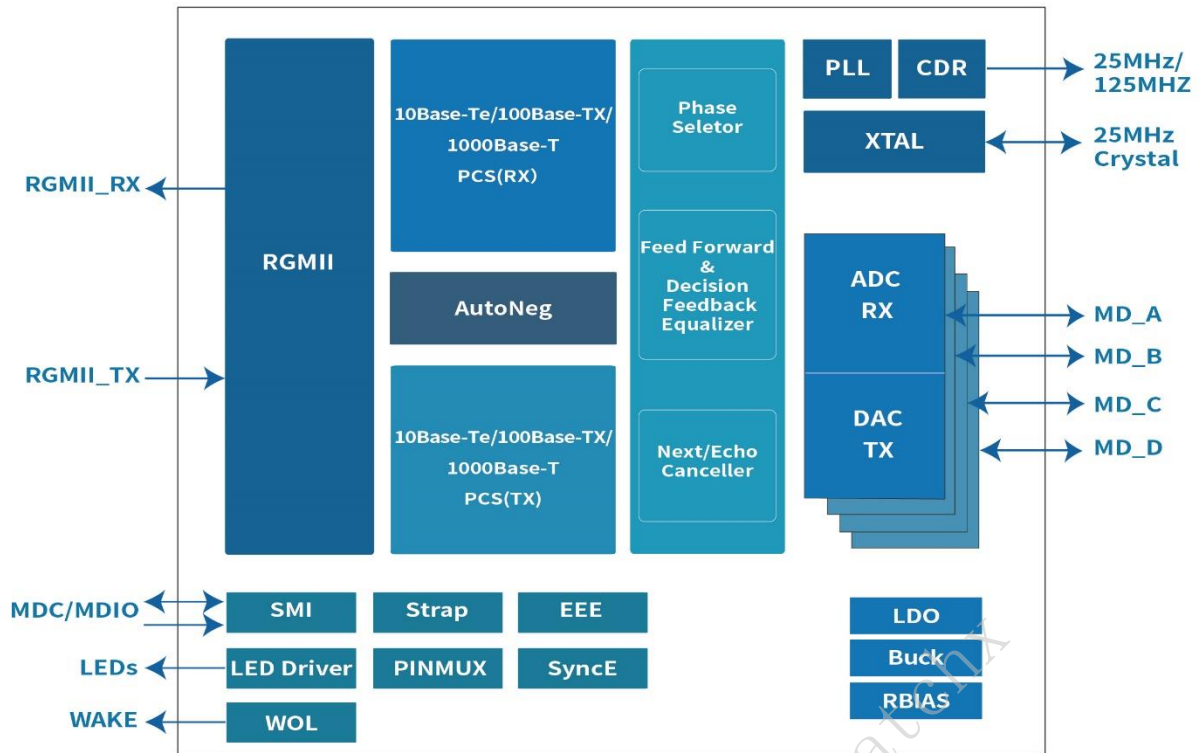 RGMII_RX
RGMII_TX
MDC/MDIO
LEDs
WAKE
RGMII
10Base-Te/100Base-TX/
1000Base-T
PCS(RX)
AutoNeg
10Base-Te/100Base-TX/
1000Base-T
PCS(TX)
Phase
Seletor
Feed Forward
&
Decision
Feedback
Equalizer
Next/Echo
Canceller
PLL
CDR
XTAL
25MHz/
125MHZ
25MHz
Crystal
ADC
RX
DAC
TX
MD_A
MD_B
MD_C
MD_D
SMI
Strap
EEE
LED Driver
PINMUX
SyncE
WOL
LDO
Buck
RBIAS